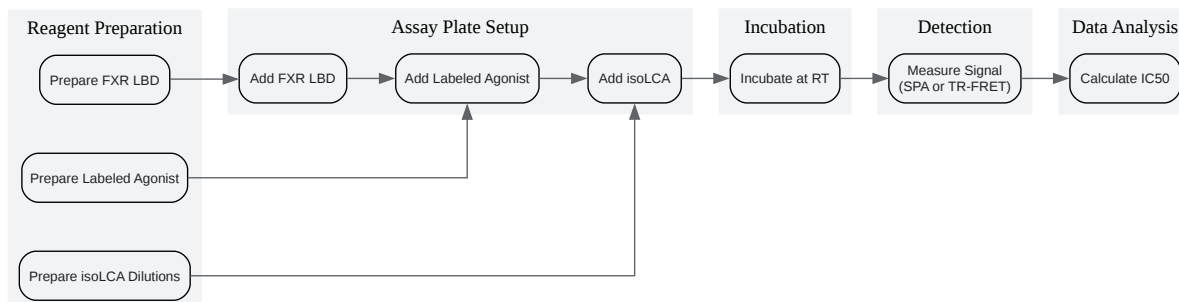 Reagent Preparation
Assay Plate Setup
Incubation
Detection
Data Analysis
Prepare FXR LBD
Add FXR LBD
Add Labeled Agonist
Add isoLCA
Incubate at RT
Measure Signal
(SPA or TR-FRET)
Calculate IC50
Prepare Labeled Agonist
Prepare isoLCA Dilutions